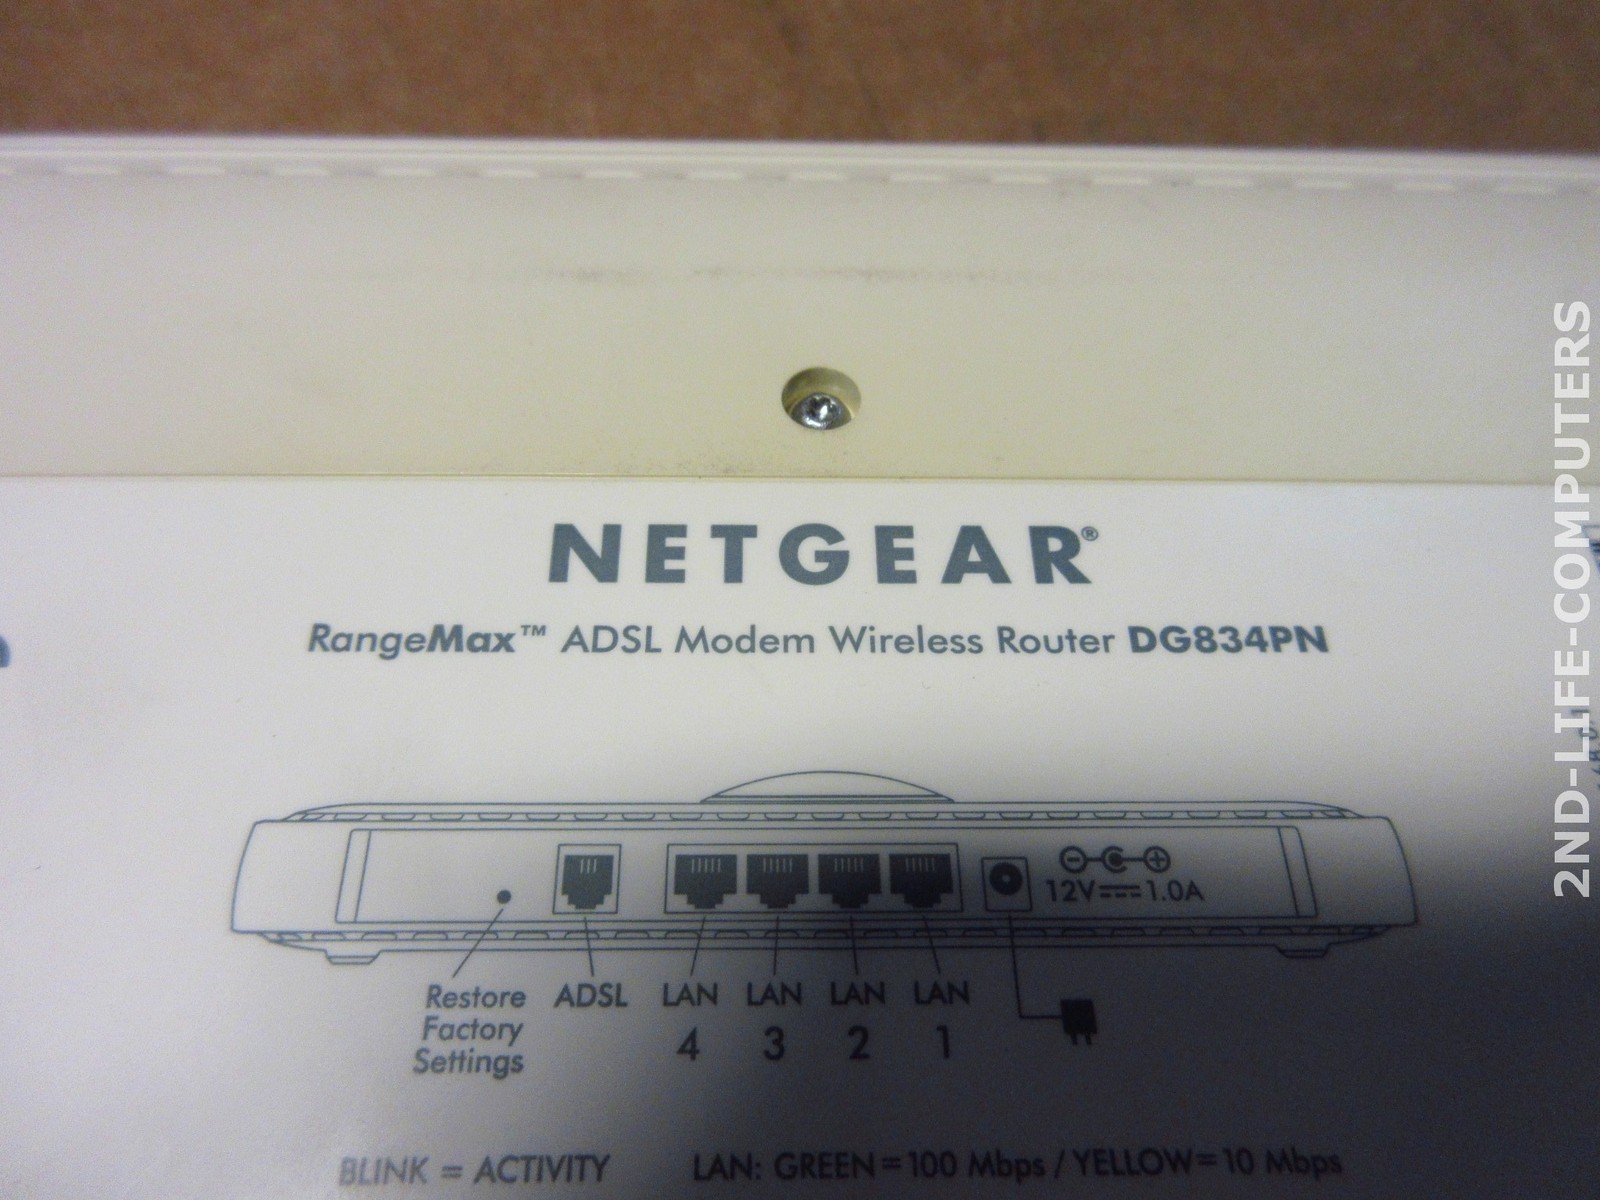 NETGEAR®
RangeMax™ ADSL Modem Wireless Router DG834PN
12V⎓1.0A
Restore
Factory
Settings
ADSL
LAN LAN LAN LAN
4 3 2 1
BLINK = ACTIVITY LAN: GREEN=100 Mbps / YELLOW=10 Mbps
2ND-LIFE-COMPUTERS